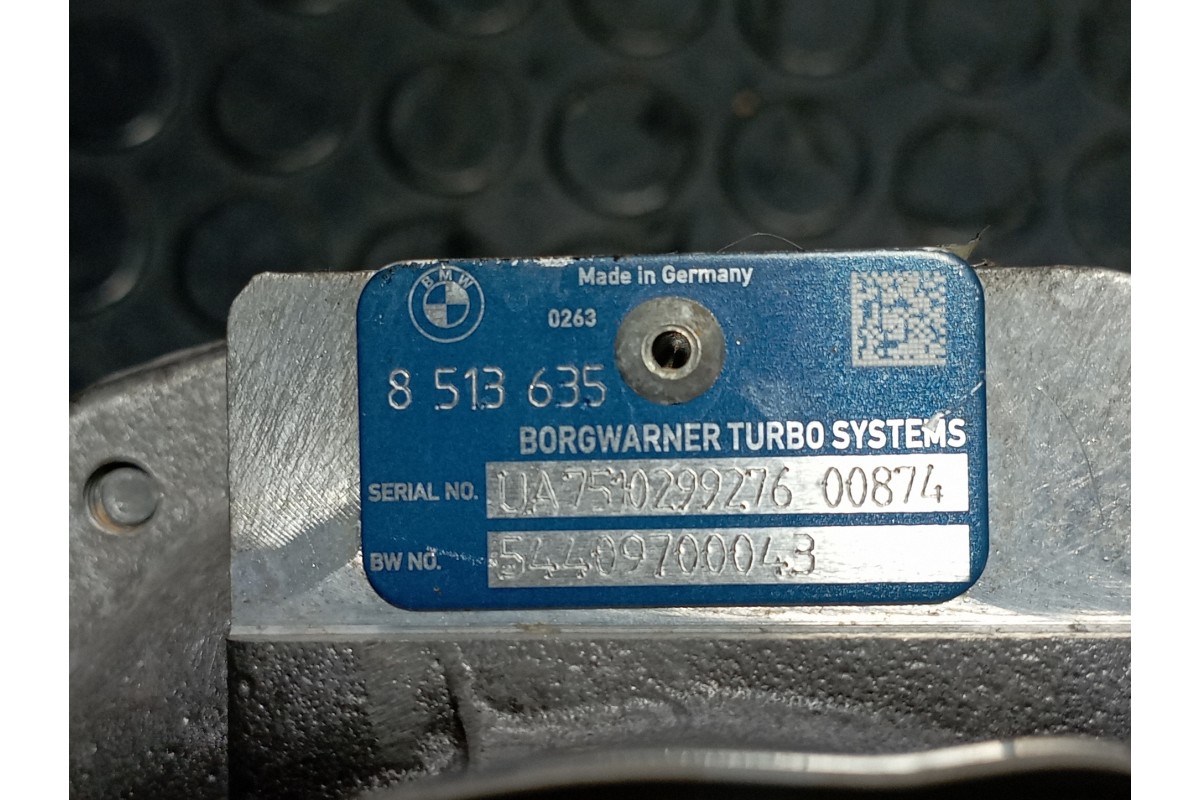 BMW
Made in Germany
0263
8 513 635
BORGWARNER TURBO SYSTEMS
SERIAL NO. UA7510299276 00874
BW NO. 54409700043